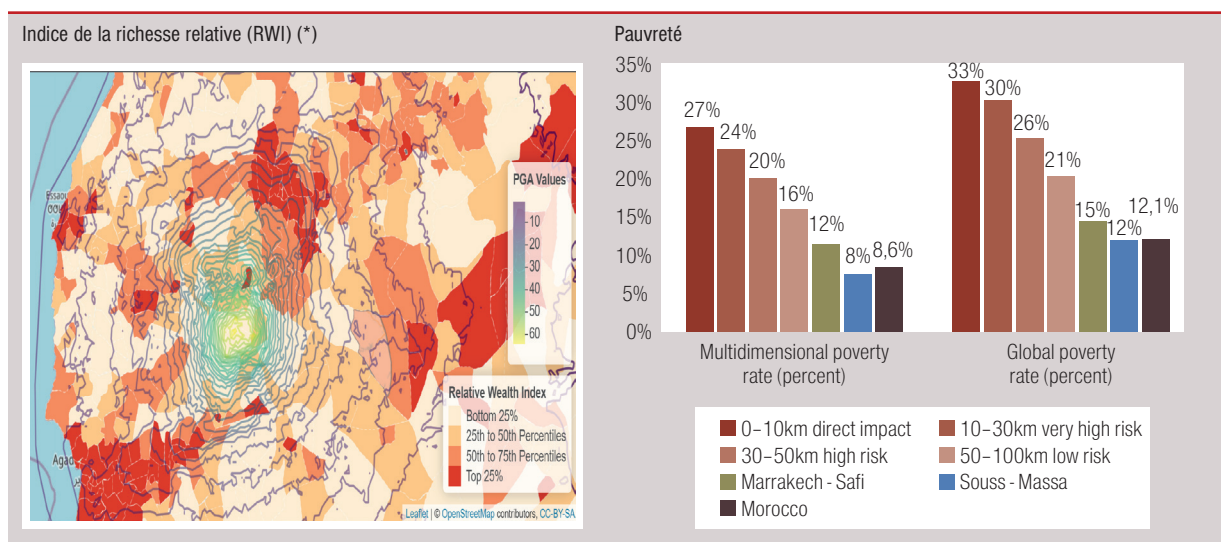 Indice de la richesse relative (RWI) (*)
PGA Values
10
20
30
40
50
60
Relative Wealth Index
Bottom 25%
25th to 50th Percentiles
50th to 75th Percentiles
Top 25%
Agad
Leaflet | © OpenStreetMap contributors, CC-BY-SA
Pauvreté
35%
30%
25%
20%
15%
10%
5%
0%
27%
24%
20%
16%
12%
8%
8,6%
33%
30%
26%
21%
15%
12%
12,1%
Multidimensional poverty
rate (percent)
Global poverty
rate (percent)
0–10km direct impact
10–30km very high risk
30–50km high risk
50–100km low risk
Marrakech - Safi
Souss - Massa
Morocco